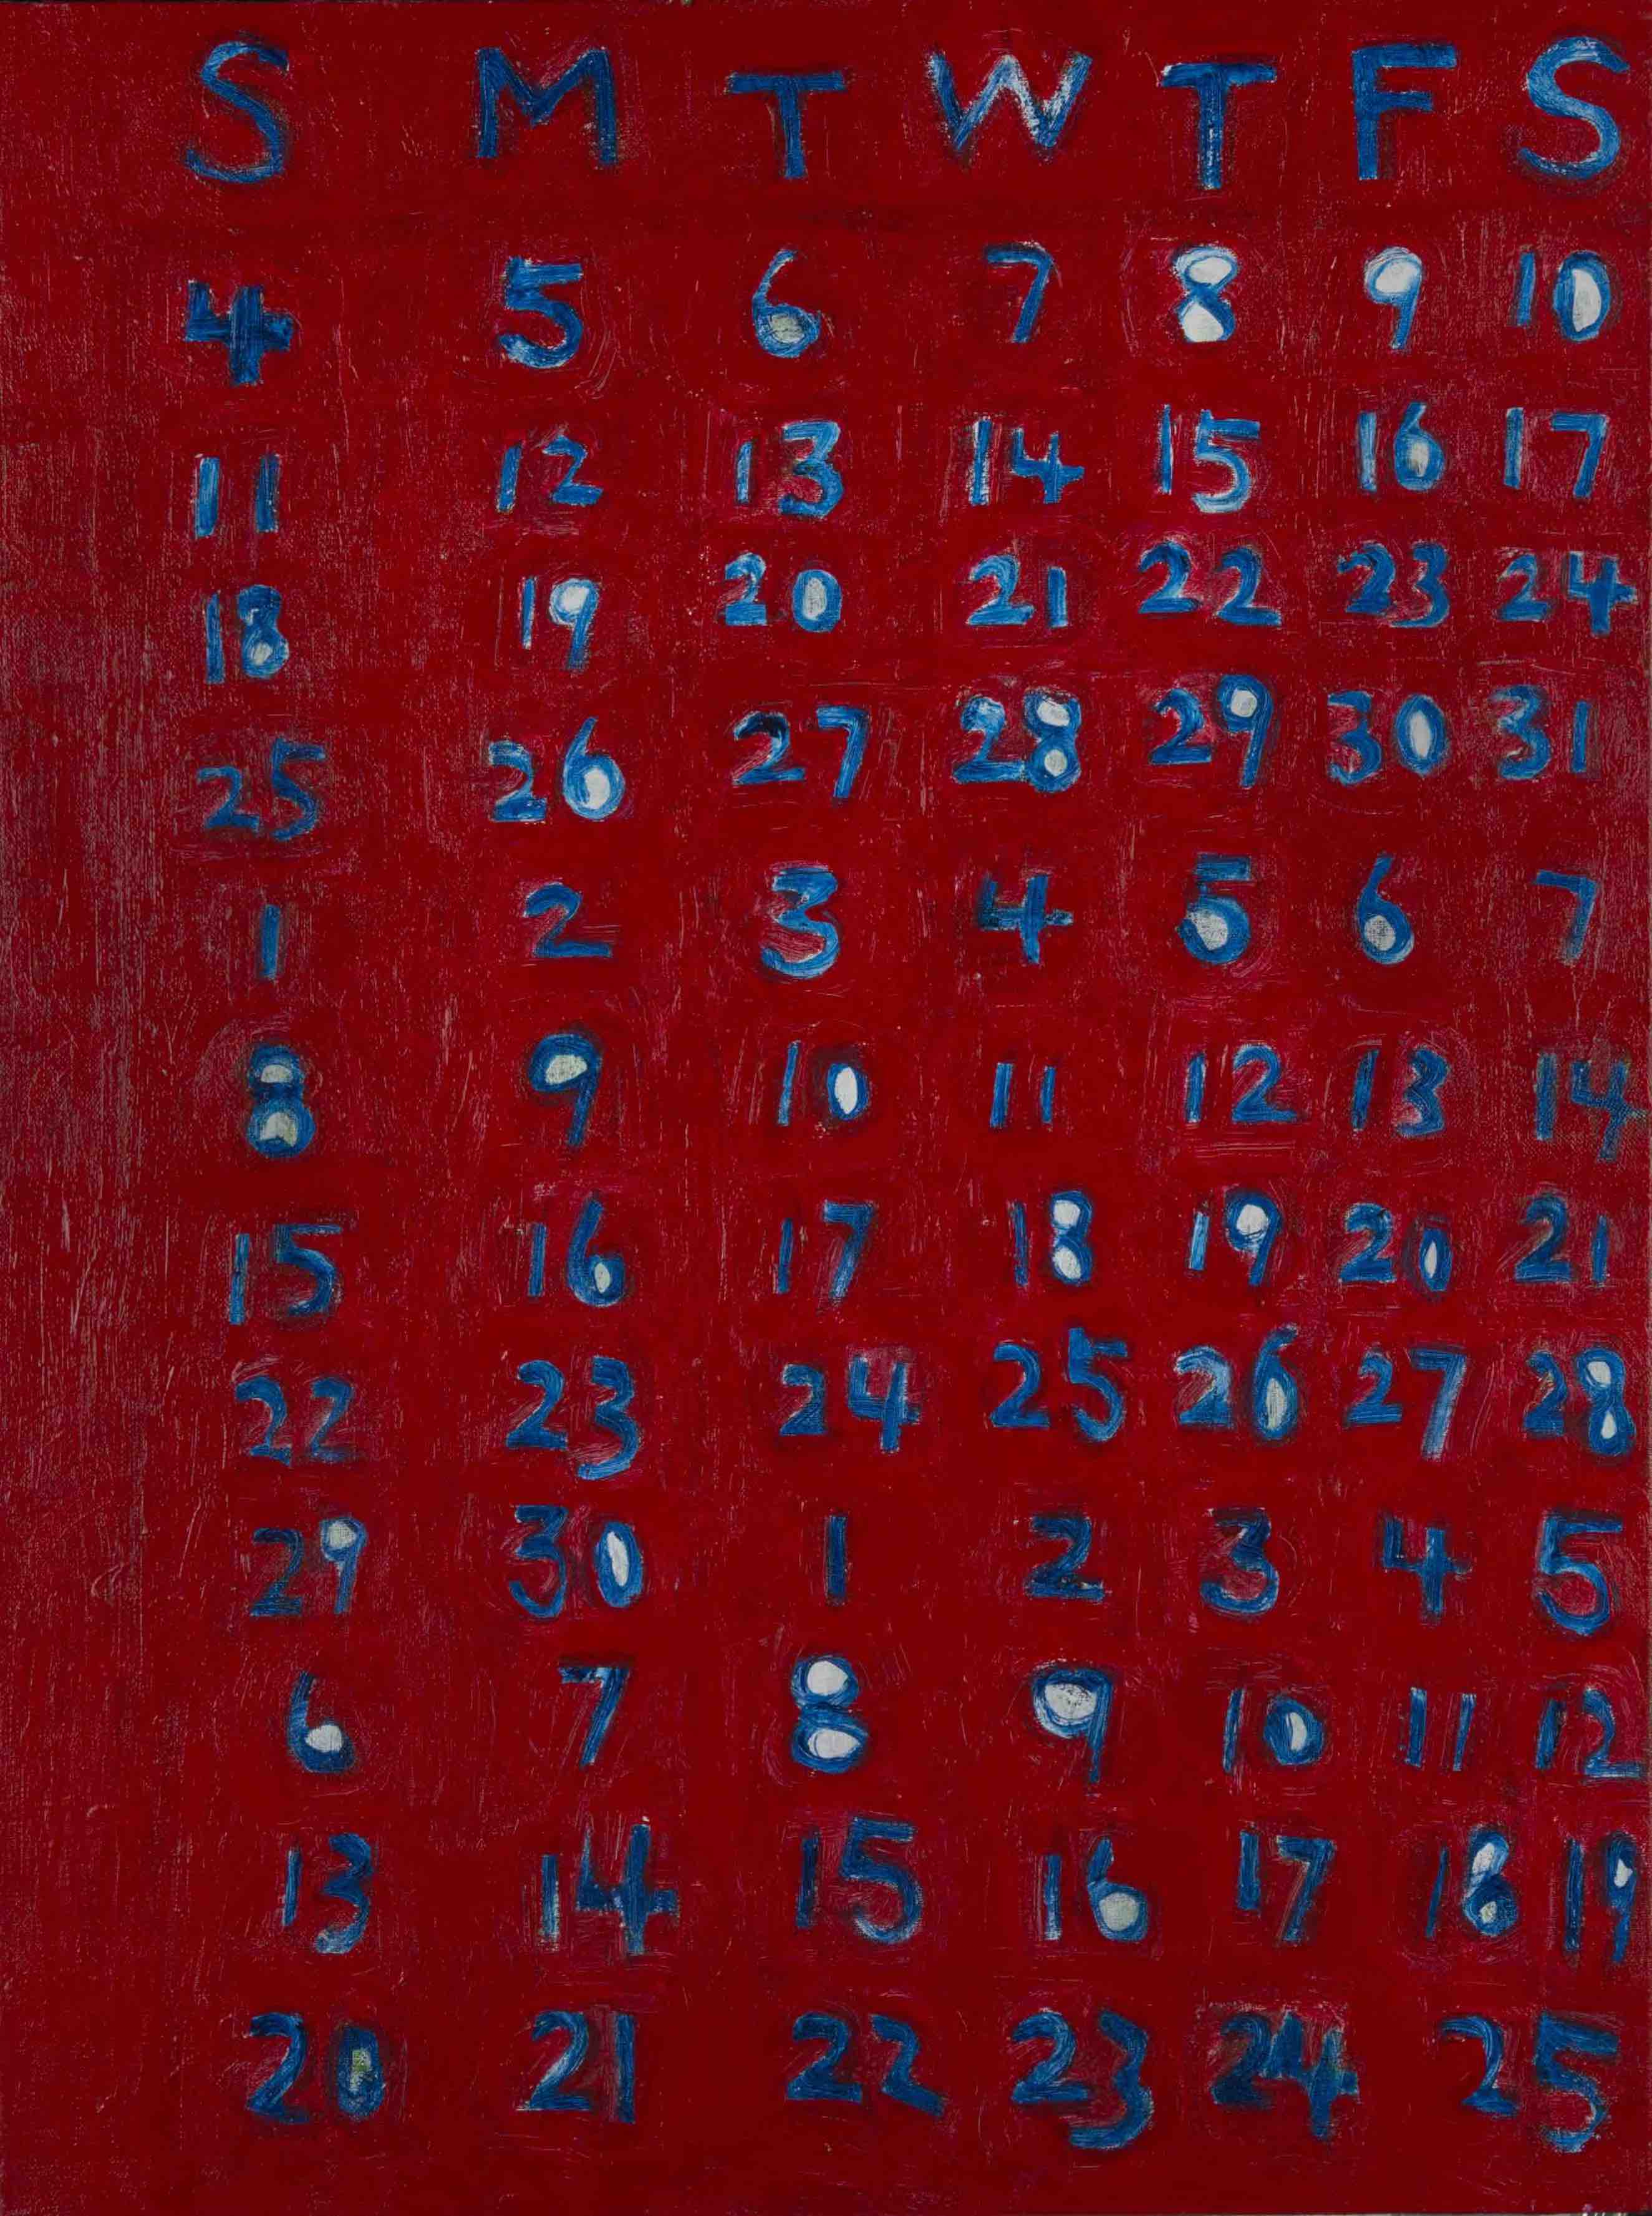 S M T W T F S
4 5 6 7 8 9 10
11 12 13 14 15 16 17
18 19 20 21 22 23 24
25 26 27 28 29 30 31
1 2 3 4 5 6 7
8 9 10 11 12 13 14
15 16 17 18 19 20 21
22 23 24 25 26 27 28
29 30 1 2 3 4 5
6 7 8 9 10 11 12
13 14 15 16 17 18 19
20 21 22 23 24 25